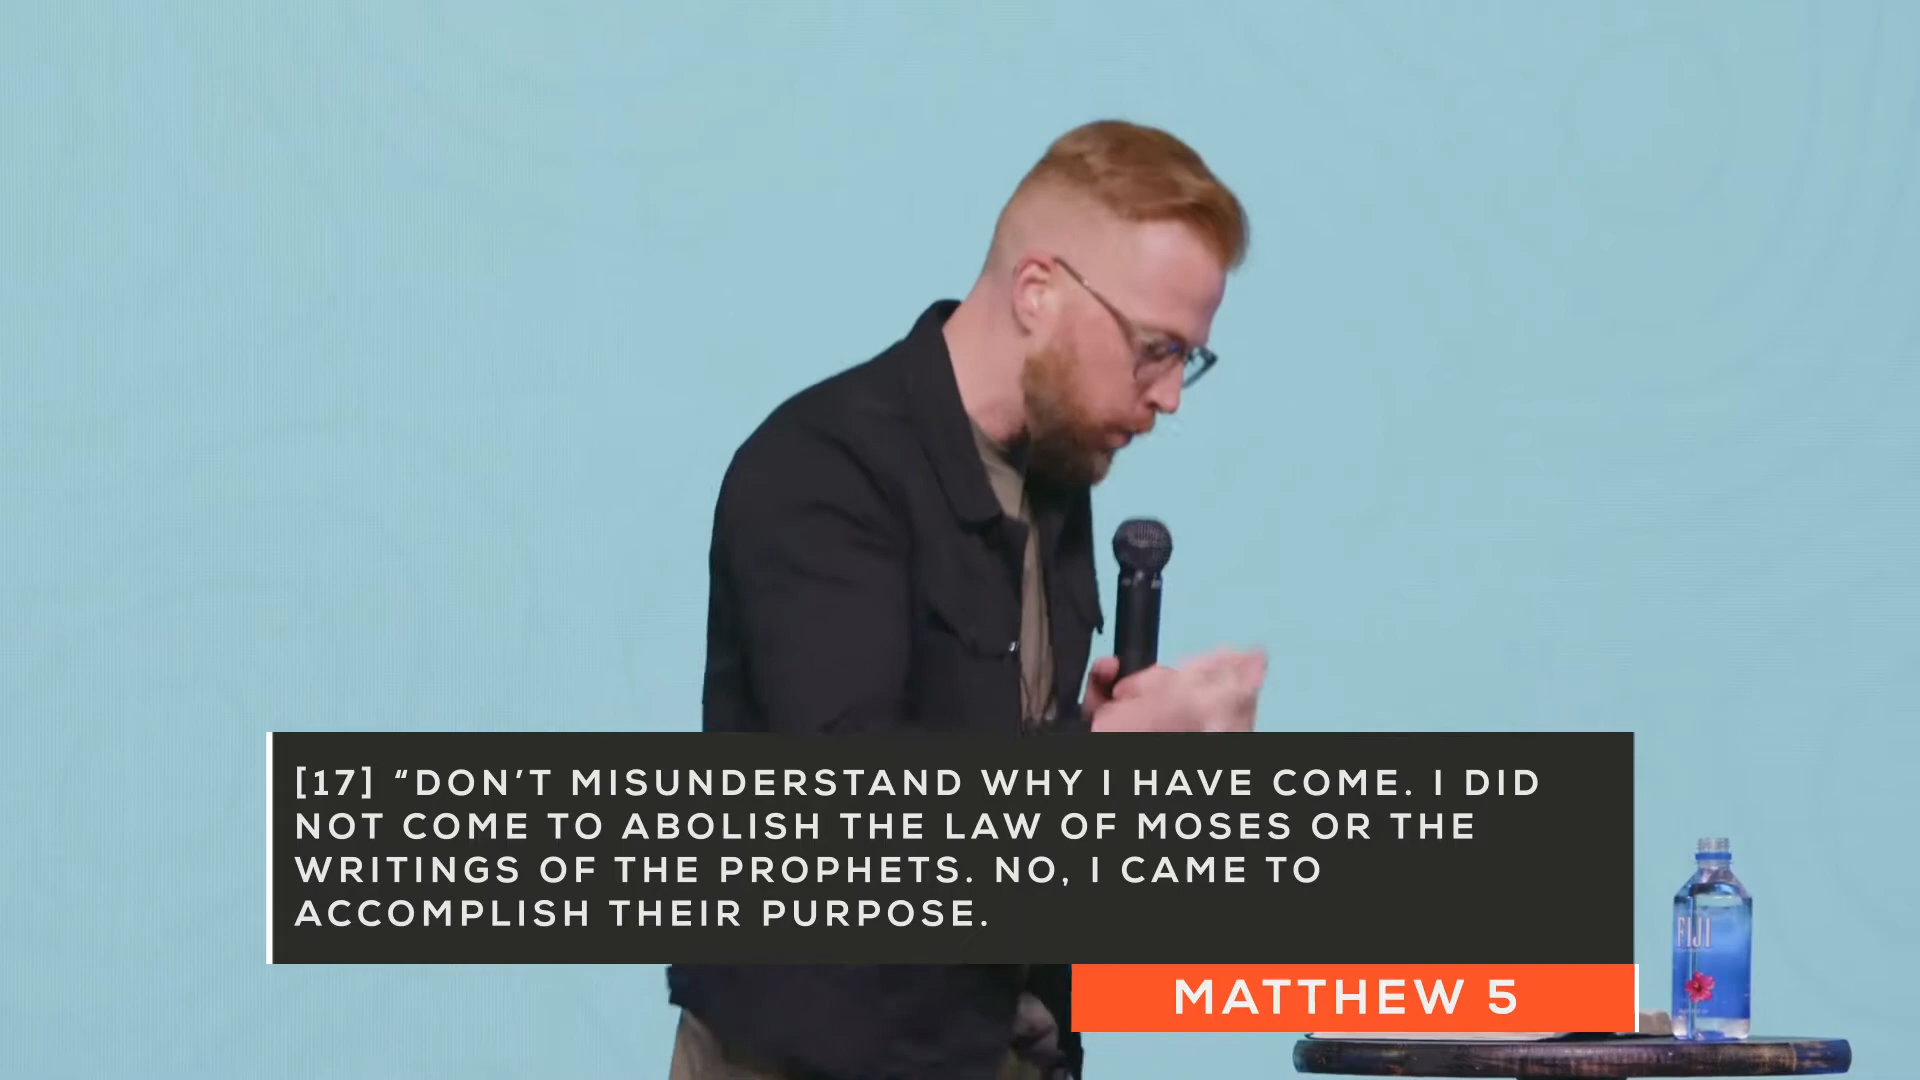 [17] “DON’T MISUNDERSTAND WHY I HAVE COME. I DID
NOT COME TO ABOLISH THE LAW OF MOSES OR THE
WRITINGS OF THE PROPHETS. NO, I CAME TO
ACCOMPLISH THEIR PURPOSE.
MATTHEW 5
FIJI